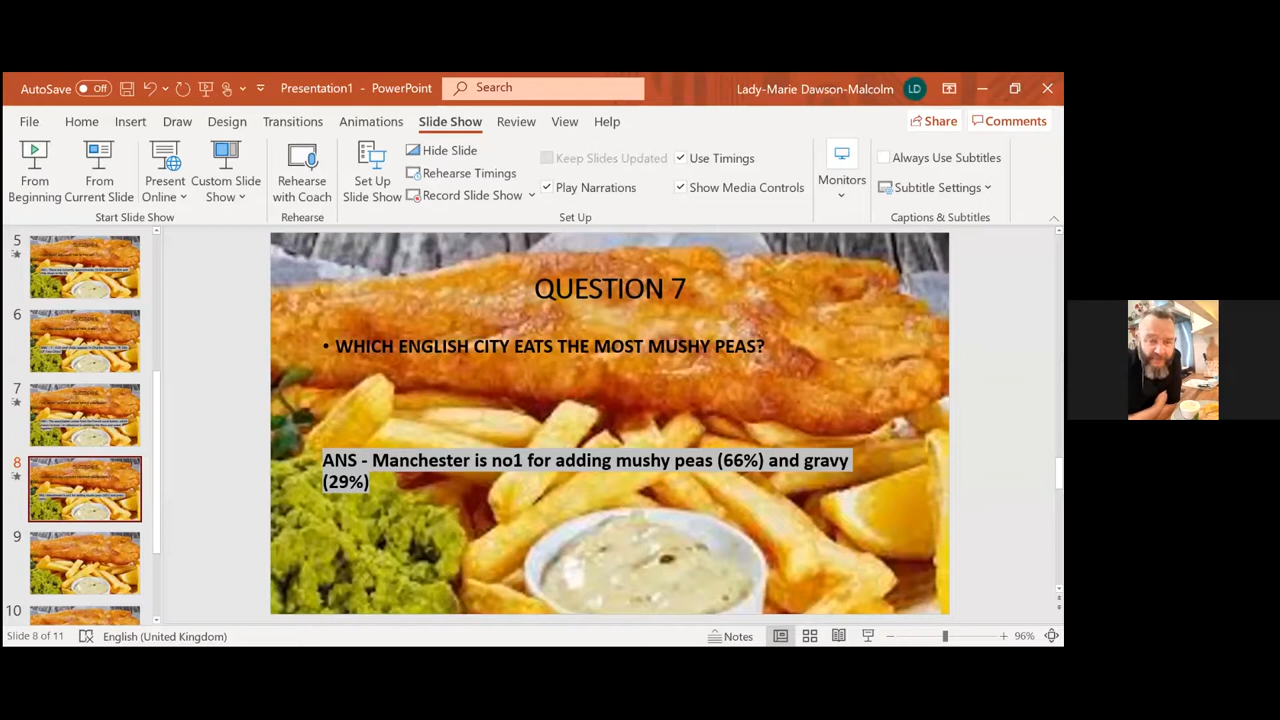 AutoSave Off Presentation1 - PowerPoint Search Lady-Marie Dawson-Malcolm LD
File Home Insert Draw Design Transitions Animations Slide Show Review View Help Share Comments
From Beginning
From Current Slide
Present Online
Custom Slide Show
Start Slide Show
Rehearse with Coach
Rehearse
Set Up Slide Show
Hide Slide
Rehearse Timings
Record Slide Show
Keep Slides Updated
Play Narrations
Use Timings
Show Media Controls
Set Up
Monitors
Always Use Subtitles
Subtitle Settings
Captions & Subtitles
5
6
7
8
9
10
QUESTION 7
• WHICH ENGLISH CITY EATS THE MOST MUSHY PEAS?
ANS - Manchester is no1 for adding mushy peas (66%) and gravy
(29%)
Slide 8 of 11 English (United Kingdom) Notes 96%